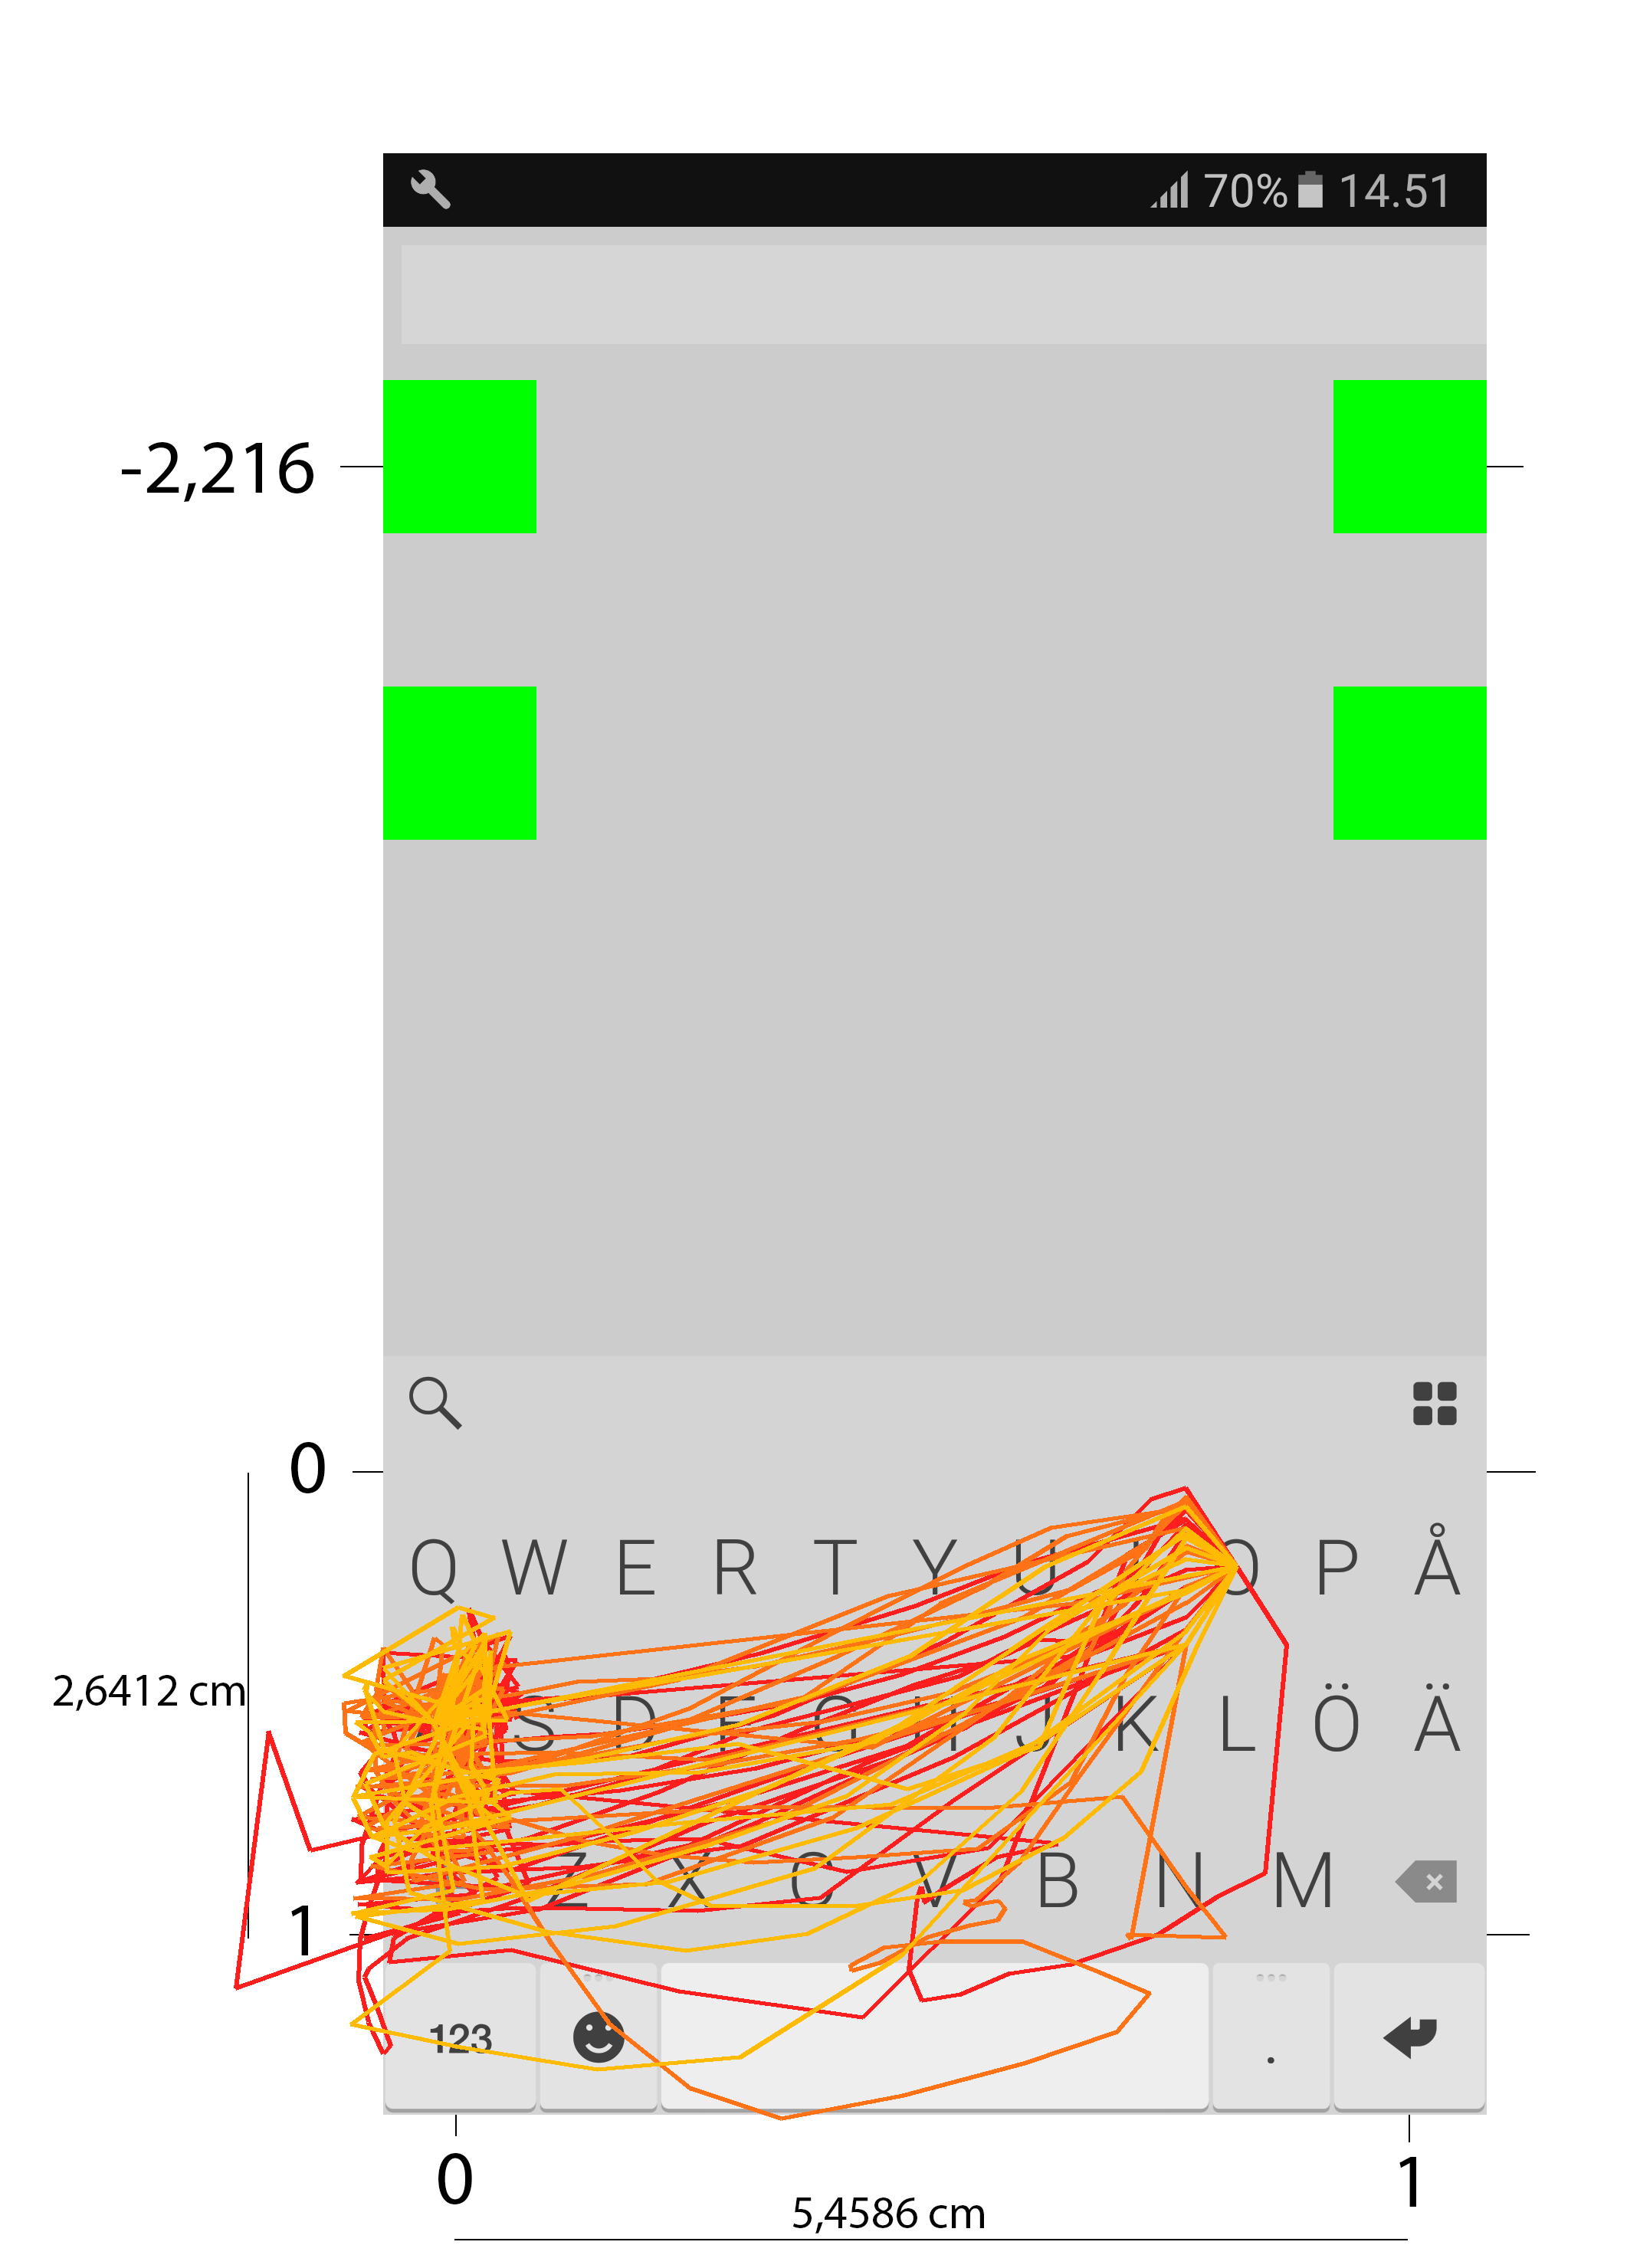 70% 14.51
-2,216
0
Q W E R T Y U O P Å
2,6412 cm
S D F G H J K L Ö Ä
Z X C V B N M
1
123 .
0 1
5,4586 cm